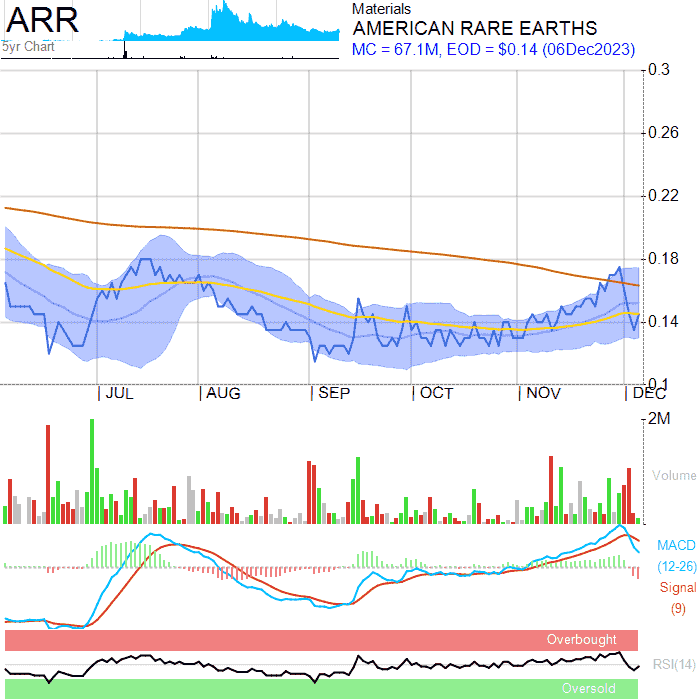 ARR
5yr Chart
Materials
AMERICAN RARE EARTHS
MC = 67.1M, EOD = $0.14 (06Dec2023)
0.3
0.26
0.22
0.18
0.14
0.1
JUL AUG SEP OCT NOV DEC
2M
Volume
MACD
(12-26)
Signal
(9)
Overbought
RSI(14)
Oversold